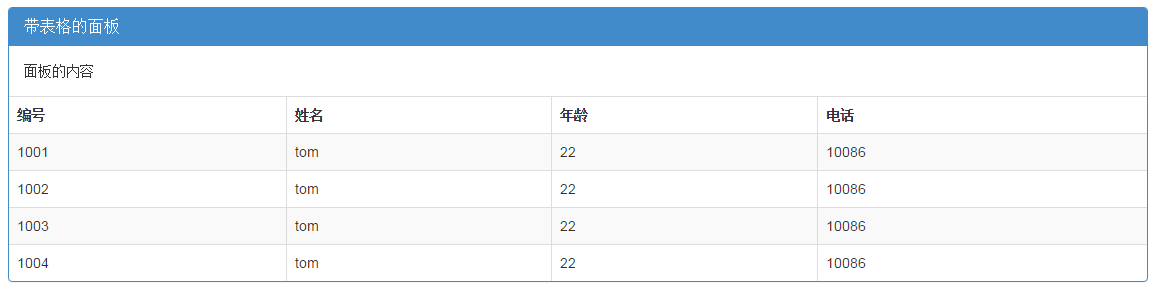 带表格的面板
面板的内容
编号 姓名 年龄 电话
1001 tom 22 10086
1002 tom 22 10086
1003 tom 22 10086
1004 tom 22 10086